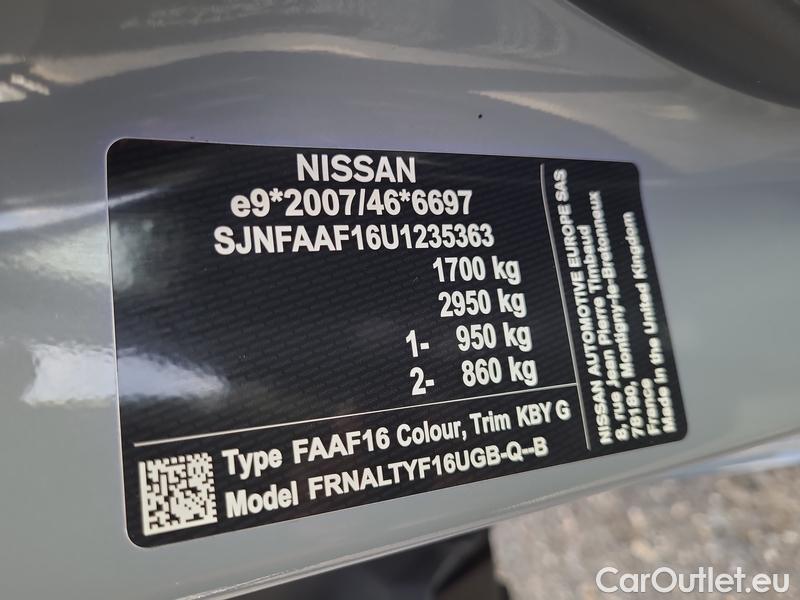 NISSAN
e9*2007/46*6697
SJNFAAF16U1235363
1700 kg
2950 kg
1- 950 kg
2- 860 kg
Type FAAF16 Colour, Trim KBY G
Model FRNALTYF16UGB-Q--B
NISSAN AUTOMOTIVE EUROPE SAS
8, rue Jean Pierre Timbaud
78180, Montigny-le-Bretonneux
France
Made in the United Kingdom
CarOutlet.eu